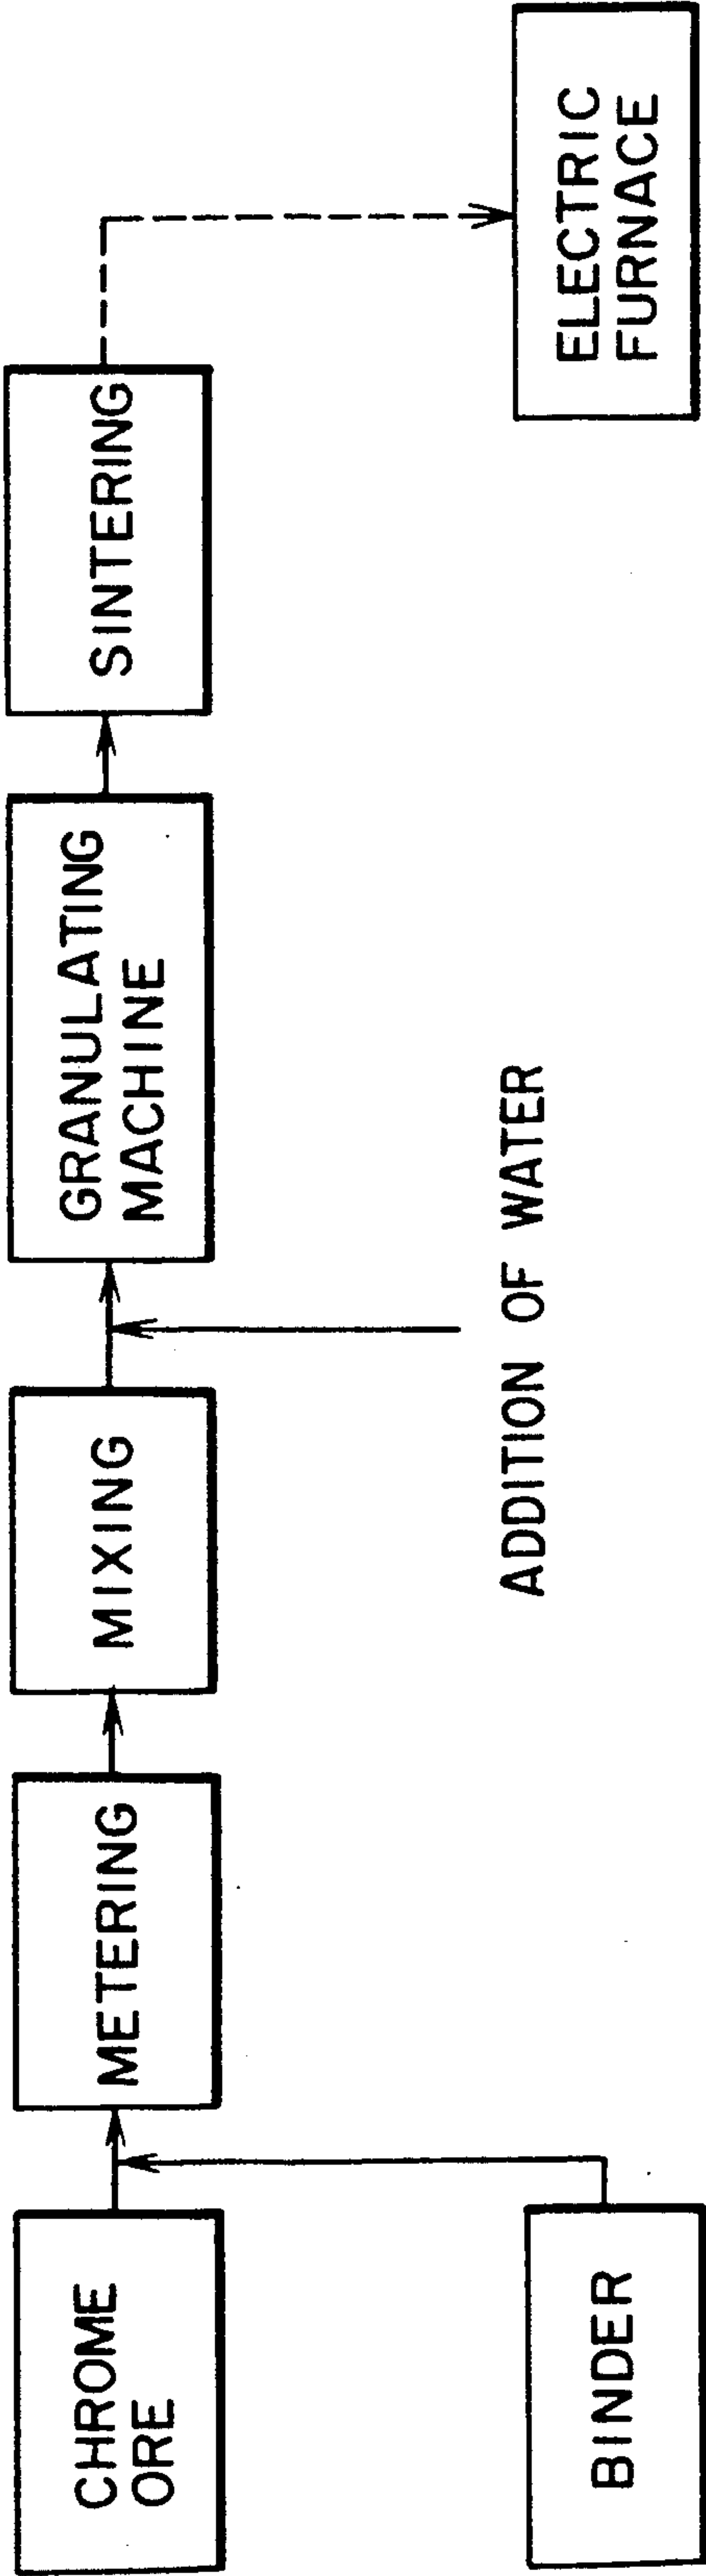 CHROME
ORE
BINDER
METERING
MIXING
ADDITION OF WATER
GRANULATING
MACHINE
SINTERING
ELECTRIC
FURNACE